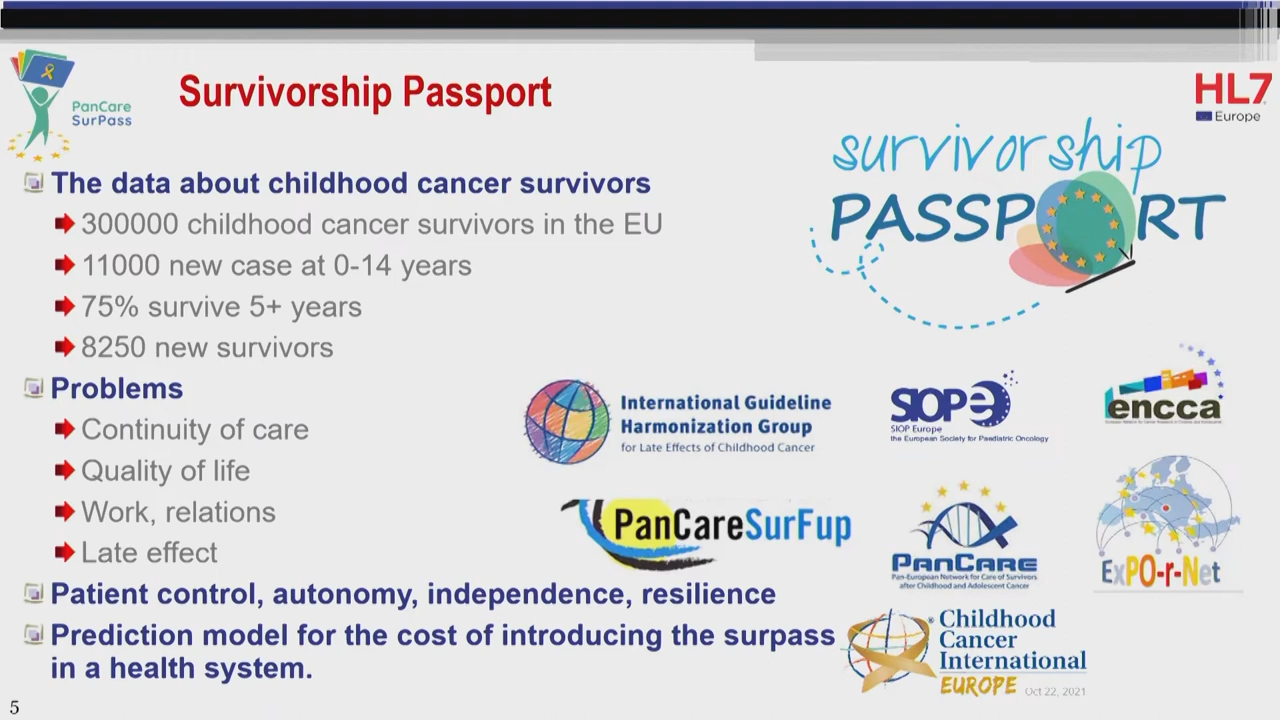 PanCare
SurPass
Survivorship Passport
HL7
Europe
survivorship
PASSPORT
The data about childhood cancer survivors
300000 childhood cancer survivors in the EU
11000 new case at 0-14 years
75% survive 5+ years
8250 new survivors
Problems
Continuity of care
Quality of life
Work, relations
Late effect
Patient control, autonomy, independence, resilience
Prediction model for the cost of introducing the surpass
in a health system.
International Guideline
Harmonization Group
for Late Effects of Childhood Cancer
SIOPe
SIOP Europe
the European Society for Paediatric Oncology
encca
PanCareSurFup
PanCare
Pan-European Network for Care of Survivors
after Childhood and Adolescent Cancer
ExPO-r-Net
Childhood
Cancer
International
EUROPE
Oct 22, 2021
5